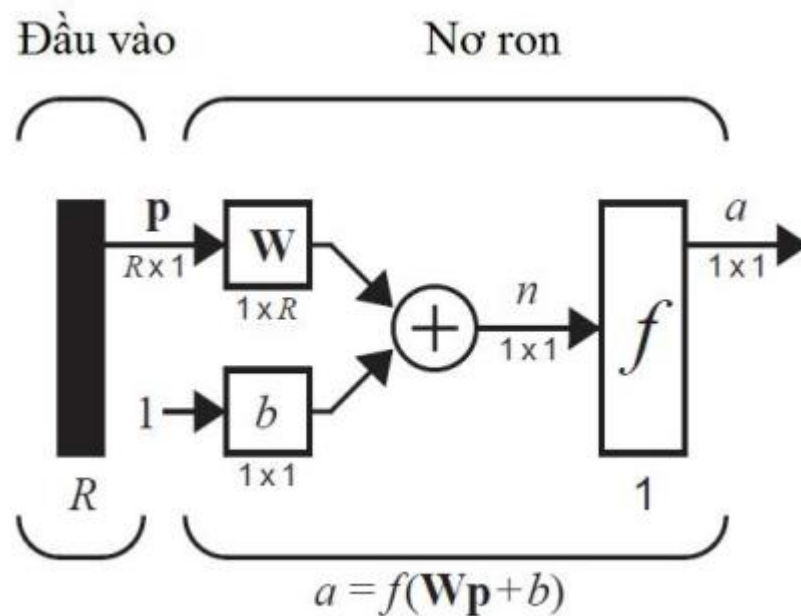 Đầu vào Nơ ron
p a
R x 1 W 1 x 1
1 x R n
+ f
1 x 1
1 b
1 x 1
R 1
a = f(Wp + b)